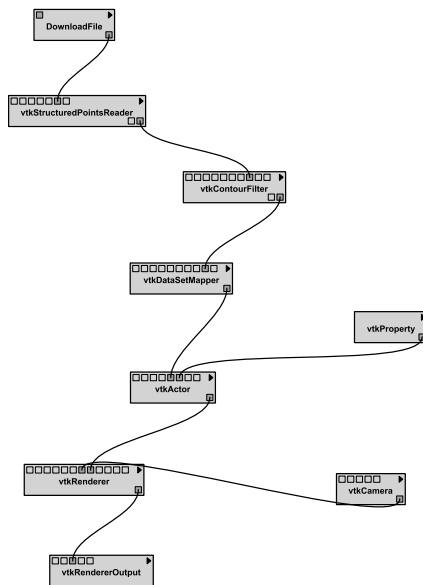 DownloadFile
vtkStructuredPointsReader
vtkContourFilter
vtkDataSetMapper
vtkProperty
vtkActor
vtkRenderer
vtkCamera
vtkRendererOutput